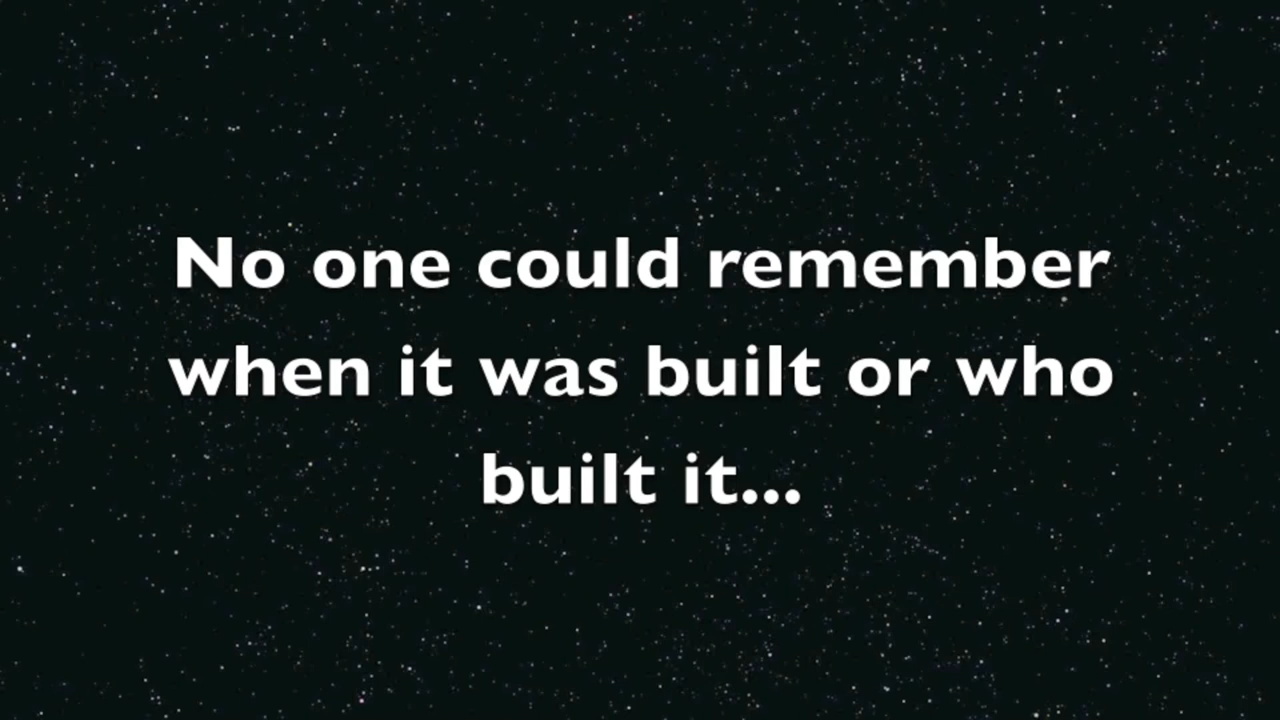 No one could remember
when it was built or who
built it...